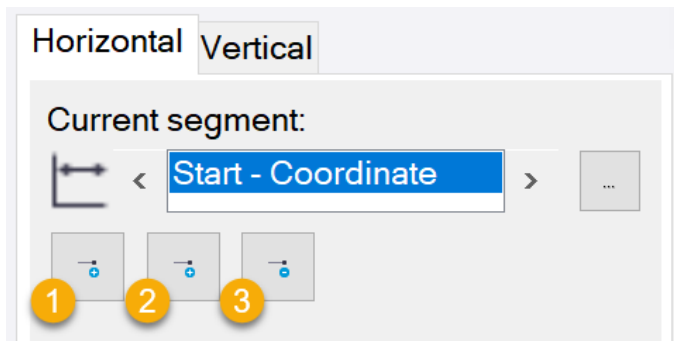 Horizontal Vertical
Current segment:
< Start - Coordinate > ...
1 2 3